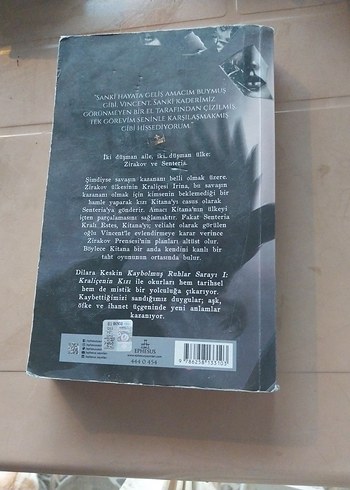 "SANKİ HAYATA GELİŞ AMACIM BUYMUŞ
GİBİ, VINCENT. SANKİ KADERİMİZ
GÖRÜNMEYEN BİR EL TARAFINDAN ÇİZİLMİŞ,
TEK GÖREVİM SENİNLE KARŞILAŞMAKMIŞ
GİBİ HİSSEDİYORUM."
İki düşman aile, iki düşman ülke:
Zirakov ve Senteria.
Şimdiyse savaşın kazananı belli olmak üzere.
Zirakov ülkesinin Kraliçesi Irina, bu savaşın
kazananı olmak için kimsenin beklemediği bir
hamle yaparak kızı Kitana'yı casus olarak
Senteria'ya gönderir. Amacı Kitana'nın ülkeyi
içten parçalamasını sağlamaktır. Fakat Senteria
Kralı Estes, Kitana'yı; veliaht olarak görülen
oğlu Vincent'le evlendirmeye karar verince
Zirakov Prensesi'nin planları altüst olur.
Böylece Kitana bir anda kendini kanlı bir
taht oyununun ortasında bulur.
Dilara Keskin Kaybolmuş Ruhlar Sarayı I:
Kraliçenin Kızı ile okurları hem tarihsel
hem de mistik bir yolculuğa çıkarıyor.
Kaybettiğimizi sandığımız duygular; aşk,
öfke ve ihanet üçgeninde yeni anlamlar
kazanıyor.
EPHESUS